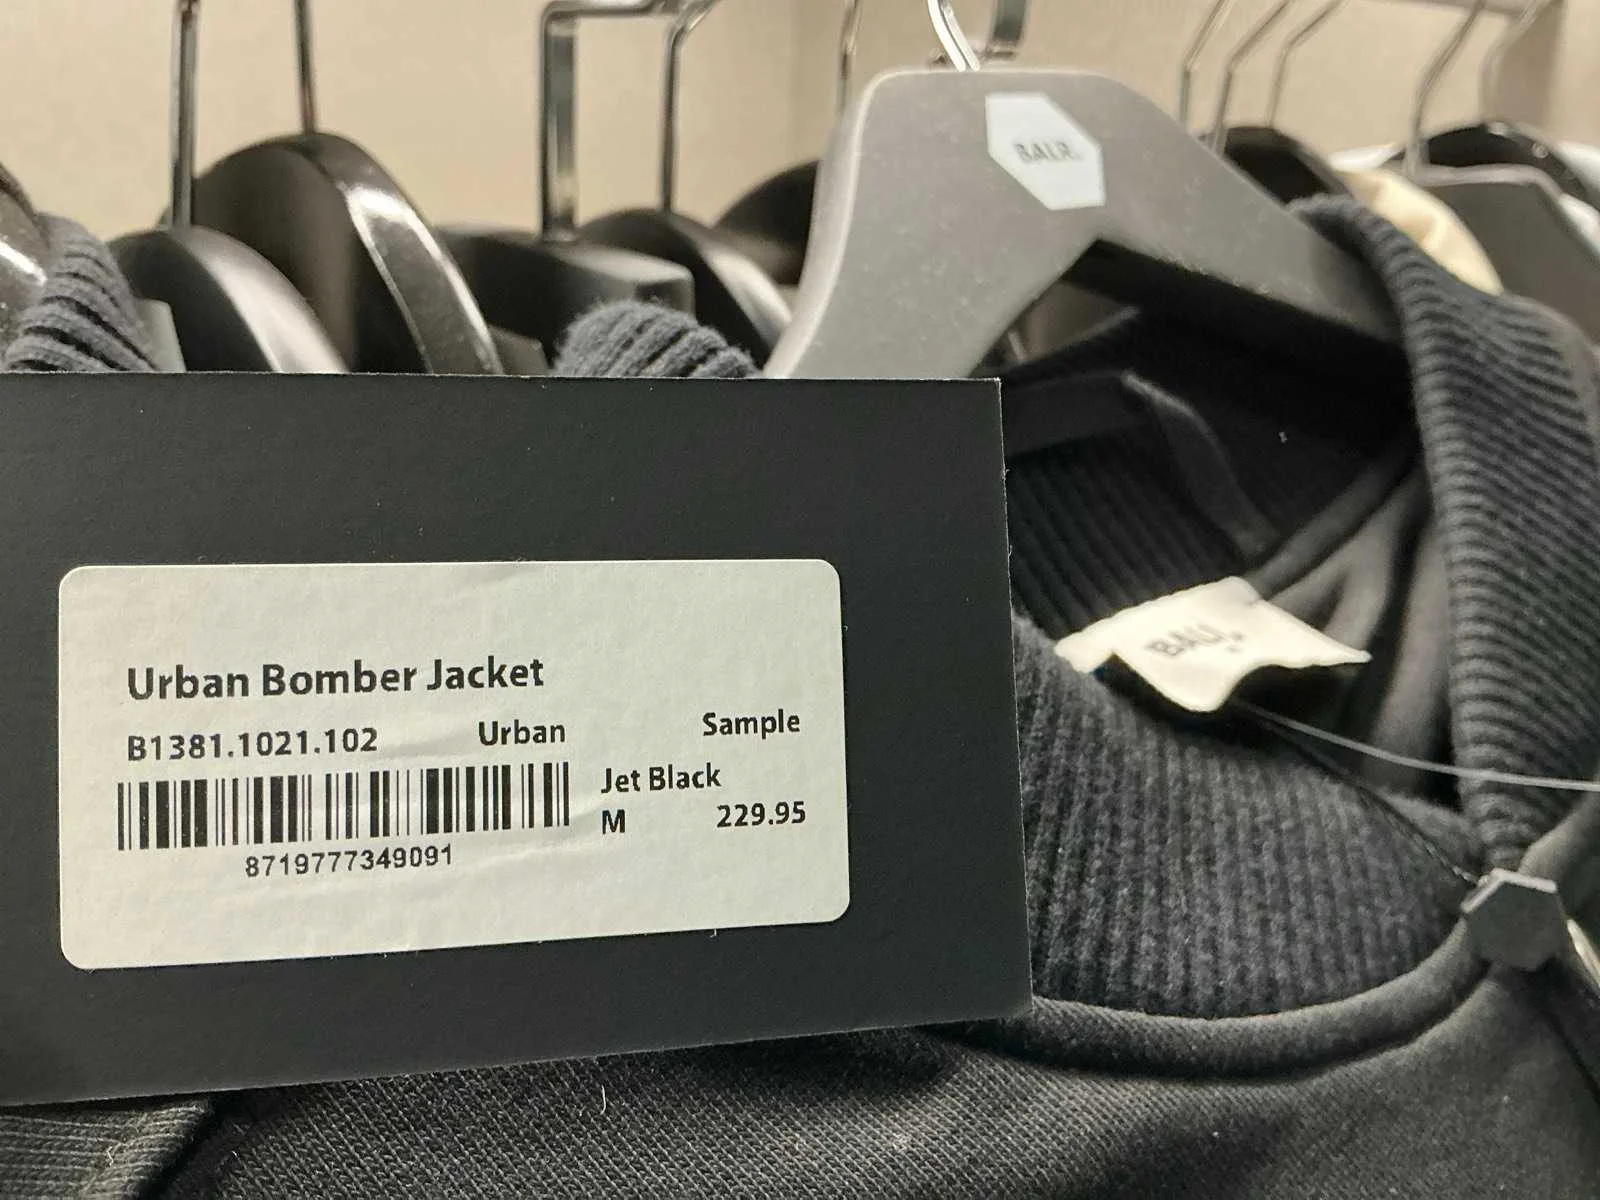 BALR.
BALR.
Urban Bomber Jacket
B1381.1021.102 Urban Sample
Jet Black
M 229.95
8719777349091